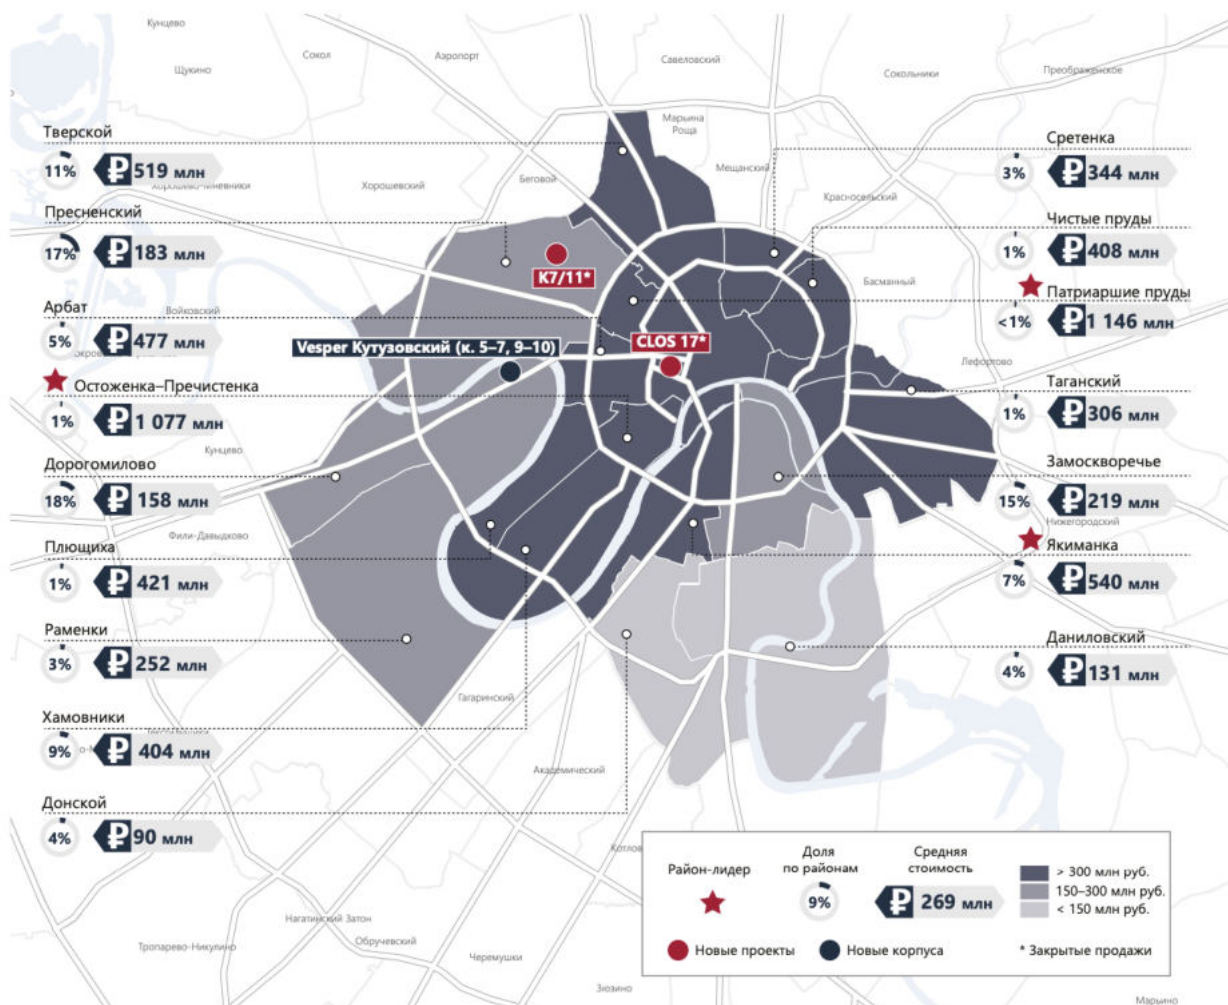 Кунцево
Сокол
Аэропорт
Савеловский
Щукино
Сокольники
Преображенское
Марьина
Роща
Тверской
11%
₽ 519 млн
Хорошево-Мневники
Хорошевский
Беговой
Мещанский
Красносельский
Сретенка
3%
₽ 344 млн
Пресненский
17%
₽ 183 млн
K7/11*
Чистые пруды
1%
₽ 408 млн
Басманный
Арбат
5%
₽ 477 млн
Войковский
Vesper Кутузовский (к. 5–7, 9–10)
CLOS 17*
Патриаршие пруды
<1%
₽ 1 146 млн
Лефортово
Остоженка–Пречистенка
1%
₽ 1 077 млн
Кунцево
Таганский
1%
₽ 306 млн
Дорогомилово
18%
₽ 158 млн
Фили-Давыдково
Замоскворечье
15%
₽ 219 млн
Нижегородский
Плющиха
1%
₽ 421 млн
Якиманка
7%
₽ 540 млн
Раменки
3%
₽ 252 млн
Гагаринский
Даниловский
4%
₽ 131 млн
Хамовники
9%
₽ 404 млн
Академический
Донской
4%
₽ 90 млн
Нагатинский Затон
Обручевский
Тропарево-Никулино
Черемушки
Зюзино
Марьино
Район-лидер
Доля
по районам
9%
Средняя
стоимость
₽ 269 млн
> 300 млн руб.
150–300 млн руб.
< 150 млн руб.
Новые проекты
Новые корпуса
* Закрытые продажи